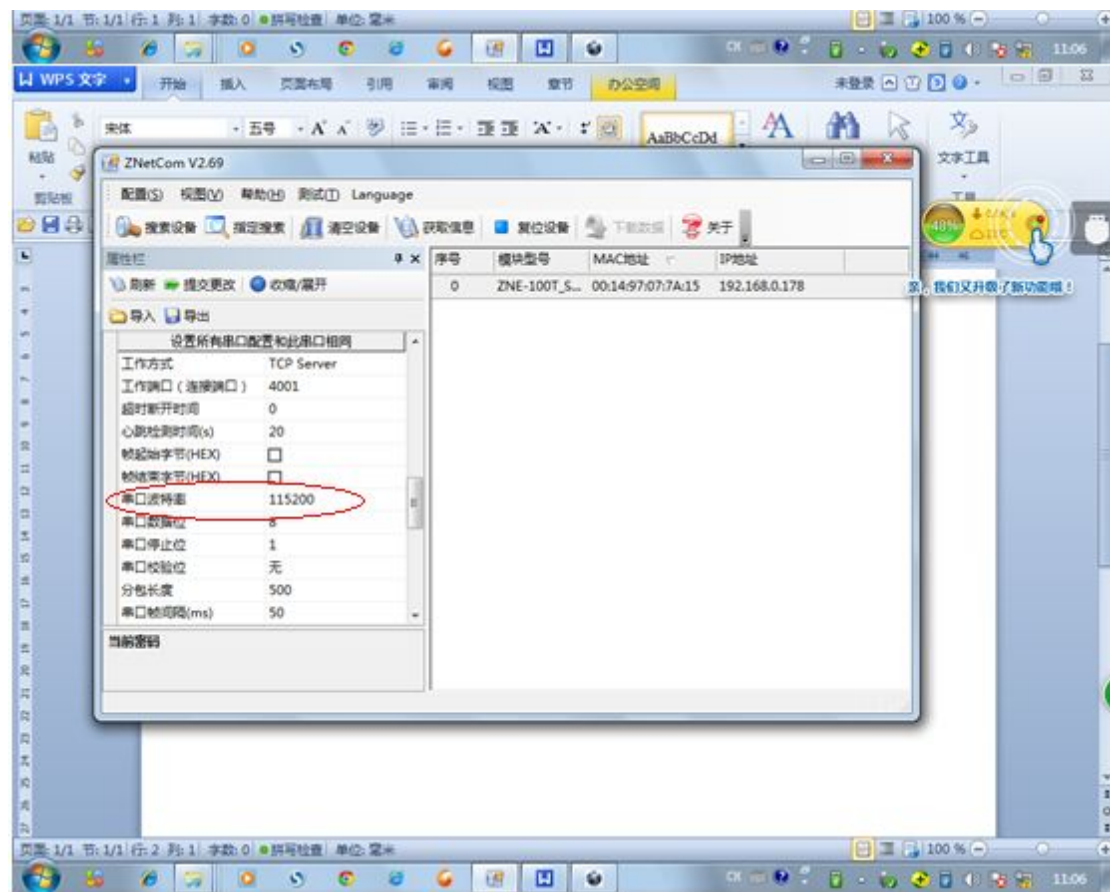 页面: 1/1 节: 1/1 行: 1 列: 1 字数: 0 拼写检查 单位: 毫米 100 %
CH 11:06
WPS 文字 开始 插入 页面布局 引用 审阅 视图 章节 办公空间 未登录
粘贴 宋体 五号 AaBbCcDd 文字工具
剪贴板 工具
ZNetCom V2.69
配置(S) 视图(V) 帮助(H) 测试(T) Language
搜索设备 指定搜索 清空设备 获取信息 复位设备 下载数据 关于
48%
属性栏 序号 模块型号 MAC地址 IP地址
刷新 提交更改 收缩/展开 0 ZNE-100T_S... 00:14:97:07:7A:15 192.168.0.178
亲,我们又升级了新功能哦!
导入 导出
设置所有串口配置和此串口相同
工作方式 TCP Server
工作端口(连接端口) 4001
超时断开时间 0
心跳检测时间(s) 20
帧起始字节(HEX)
帧结束字节(HEX)
串口波特率 115200
串口数据位 8
串口停止位 1
串口校验位 无
分包长度 500
串口帧间隔(ms) 50
当前密码
页面: 1/1 节: 1/1 行: 2 列: 1 字数: 0 拼写检查 单位: 毫米 100 %
CH 11:06